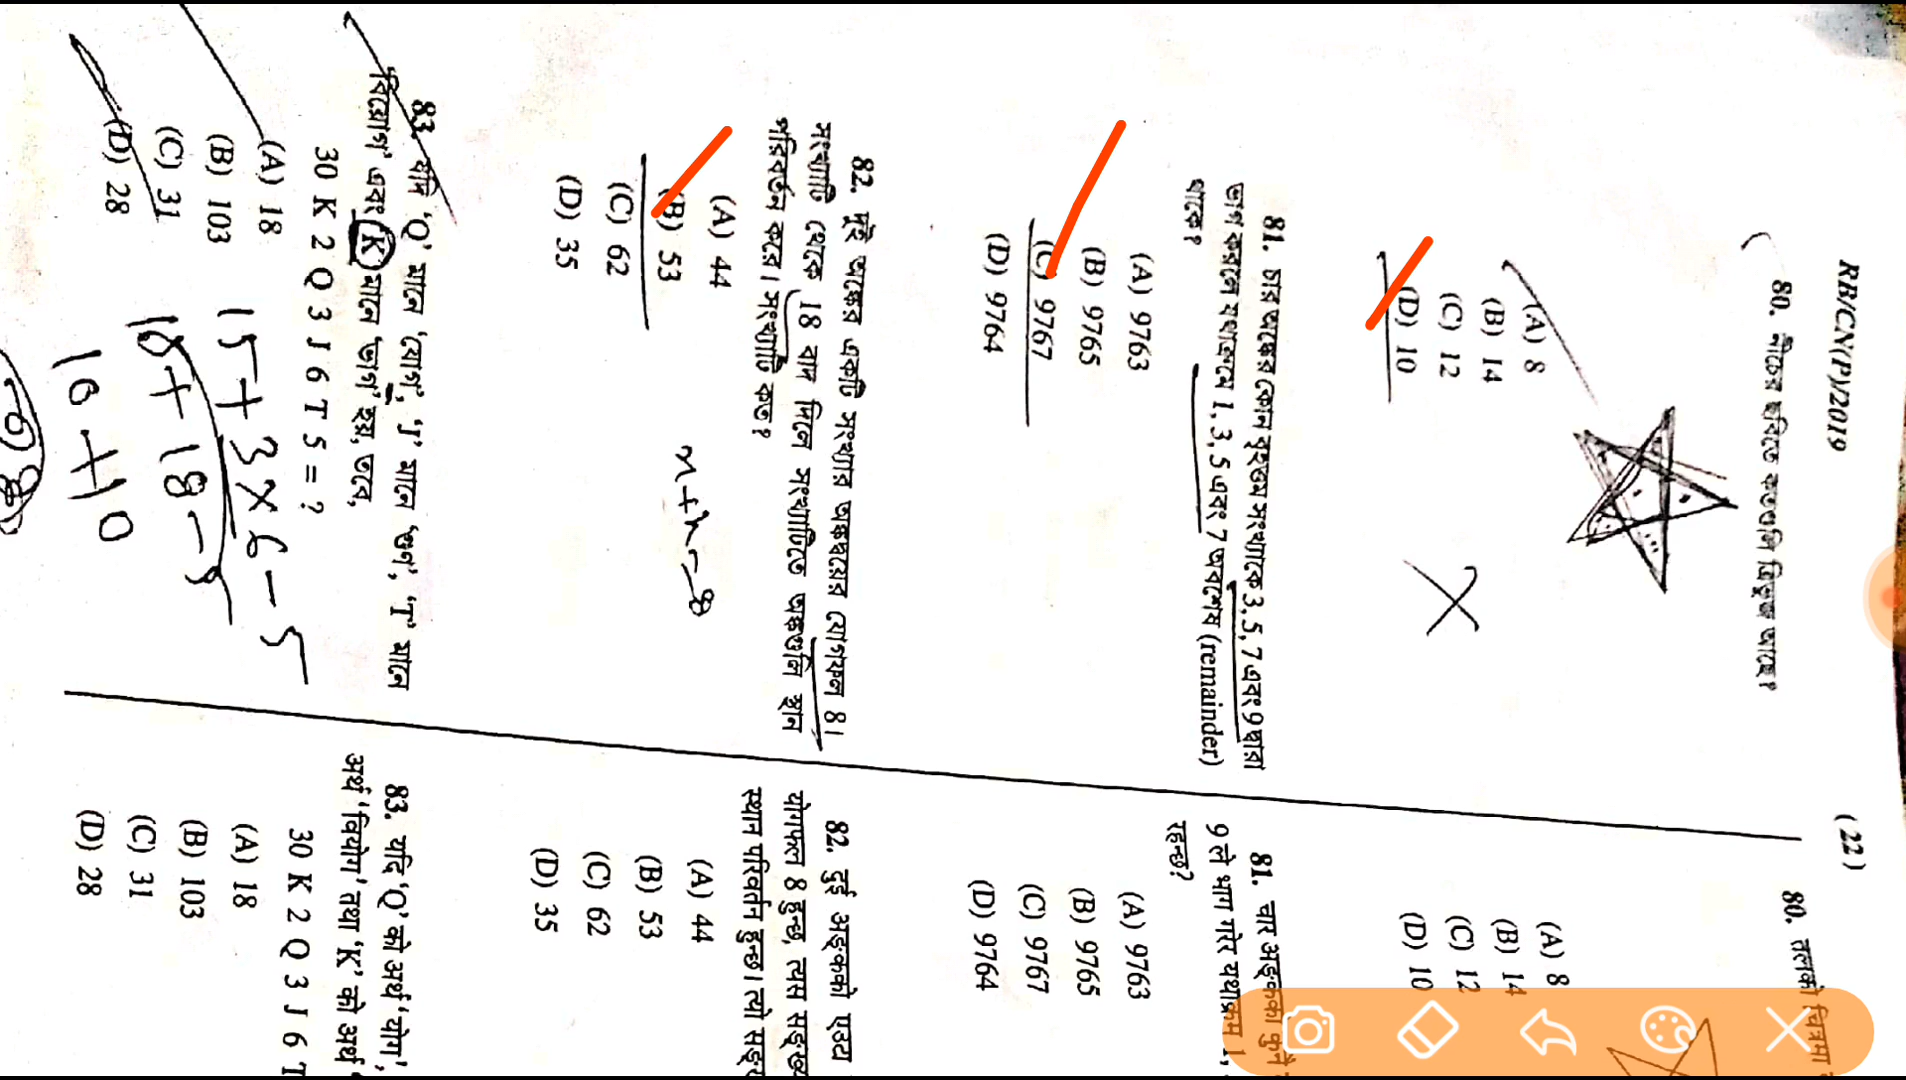 RB/CN(P)/2019
(22)
80. নীচের ছবিতে কতগুলি ত্রিভুজ আছে?
(A) 8
(B) 14
(C) 12
(D) 10
81. চার অঙ্কের কোন বৃহত্তম সংখ্যাকে 3, 5, 7 এবং 9 দ্বারা
ভাগ করলে যথাক্রমে 1, 3, 5 এবং 7 অবশেষ (remainder)
থাকে?
(A) 9763
(B) 9765
(C) 9767
(D) 9764
82. দুই অঙ্কের একটি সংখ্যার অঙ্কদ্বয়ের যোগফল 8।
সংখ্যাটি থেকে 18 বাদ দিলে সংখ্যাটিতে অঙ্কগুলি স্থান
পরিবর্তন করে। সংখ্যাটি কত?
(A) 44
(B) 53
(C) 62
(D) 35
83. যদি 'Q' মানে 'যোগ', 'J' মানে 'গুণ', 'T' মানে
'বিয়োগ' এবং 'K' মানে 'ভাগ' হয়, তবে,
30 K 2 Q 3 J 6 T 5 = ?
(A) 18
(B) 103
(C) 31
(D) 28
15 + 3 × 6 - 5
10 + 18 -
10
80. तलको चित्रमा
(A) 8
(B) 14
(C) 12
(D) 10
81. चार अङ्कका कुनै
9 ले भाग गरेर यथाक्रम 1,
रहन्छ?
(A) 9763
(B) 9765
(C) 9767
(D) 9764
82. दुई अङ्कको एउटा
योगफल 8 हुन्छ, त्यस सङ्ख्य
स्थान परिवर्तन हुन्छ। त्यो सङ्ख
(A) 44
(B) 53
(C) 62
(D) 35
83. यदि 'Q' को अर्थ 'योग',
अर्थ 'वियोग' तथा 'K' को अर्थ '
30 K 2 Q 3 J 6 T
(A) 18
(B) 103
(C) 31
(D) 28